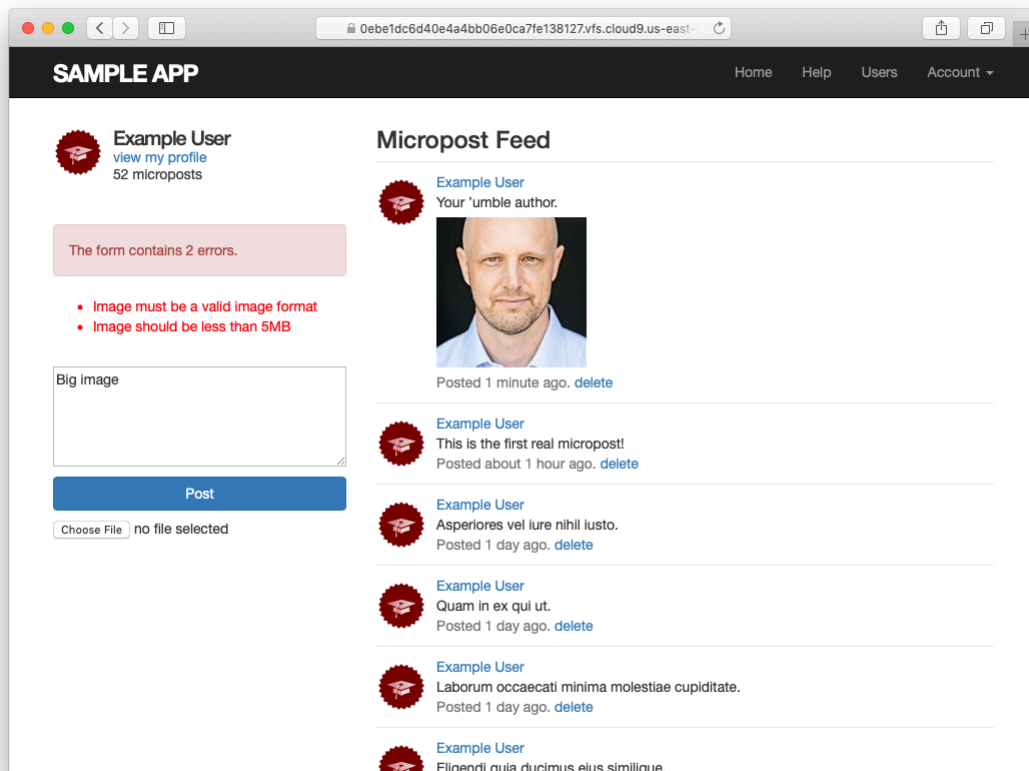 0ebe1dc6d40e4a4bb06e0ca7fe138127.vfs.cloud9.us-east-
SAMPLE APP
Home Help Users Account
Example User
view my profile
52 microposts
The form contains 2 errors.
Image must be a valid image format
Image should be less than 5MB
Big image
Post
Choose File no file selected
Micropost Feed
Example User
Your 'umble author.
Posted 1 minute ago. delete
Example User
This is the first real micropost!
Posted about 1 hour ago. delete
Example User
Asperiores vel iure nihil iusto.
Posted 1 day ago. delete
Example User
Quam in ex qui ut.
Posted 1 day ago. delete
Example User
Laborum occaecati minima molestiae cupiditate.
Posted 1 day ago. delete
Example User
Eligendi quia ducimus eius similique